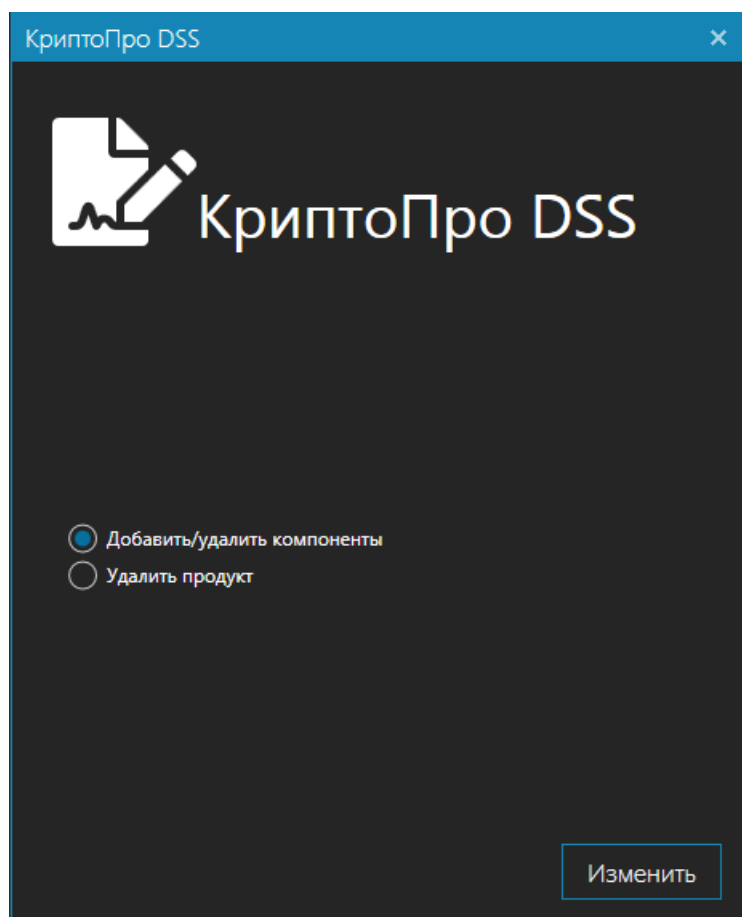 КриптоПро DSS
КриптоПро DSS
Добавить/удалить компоненты
Удалить продукт
Изменить